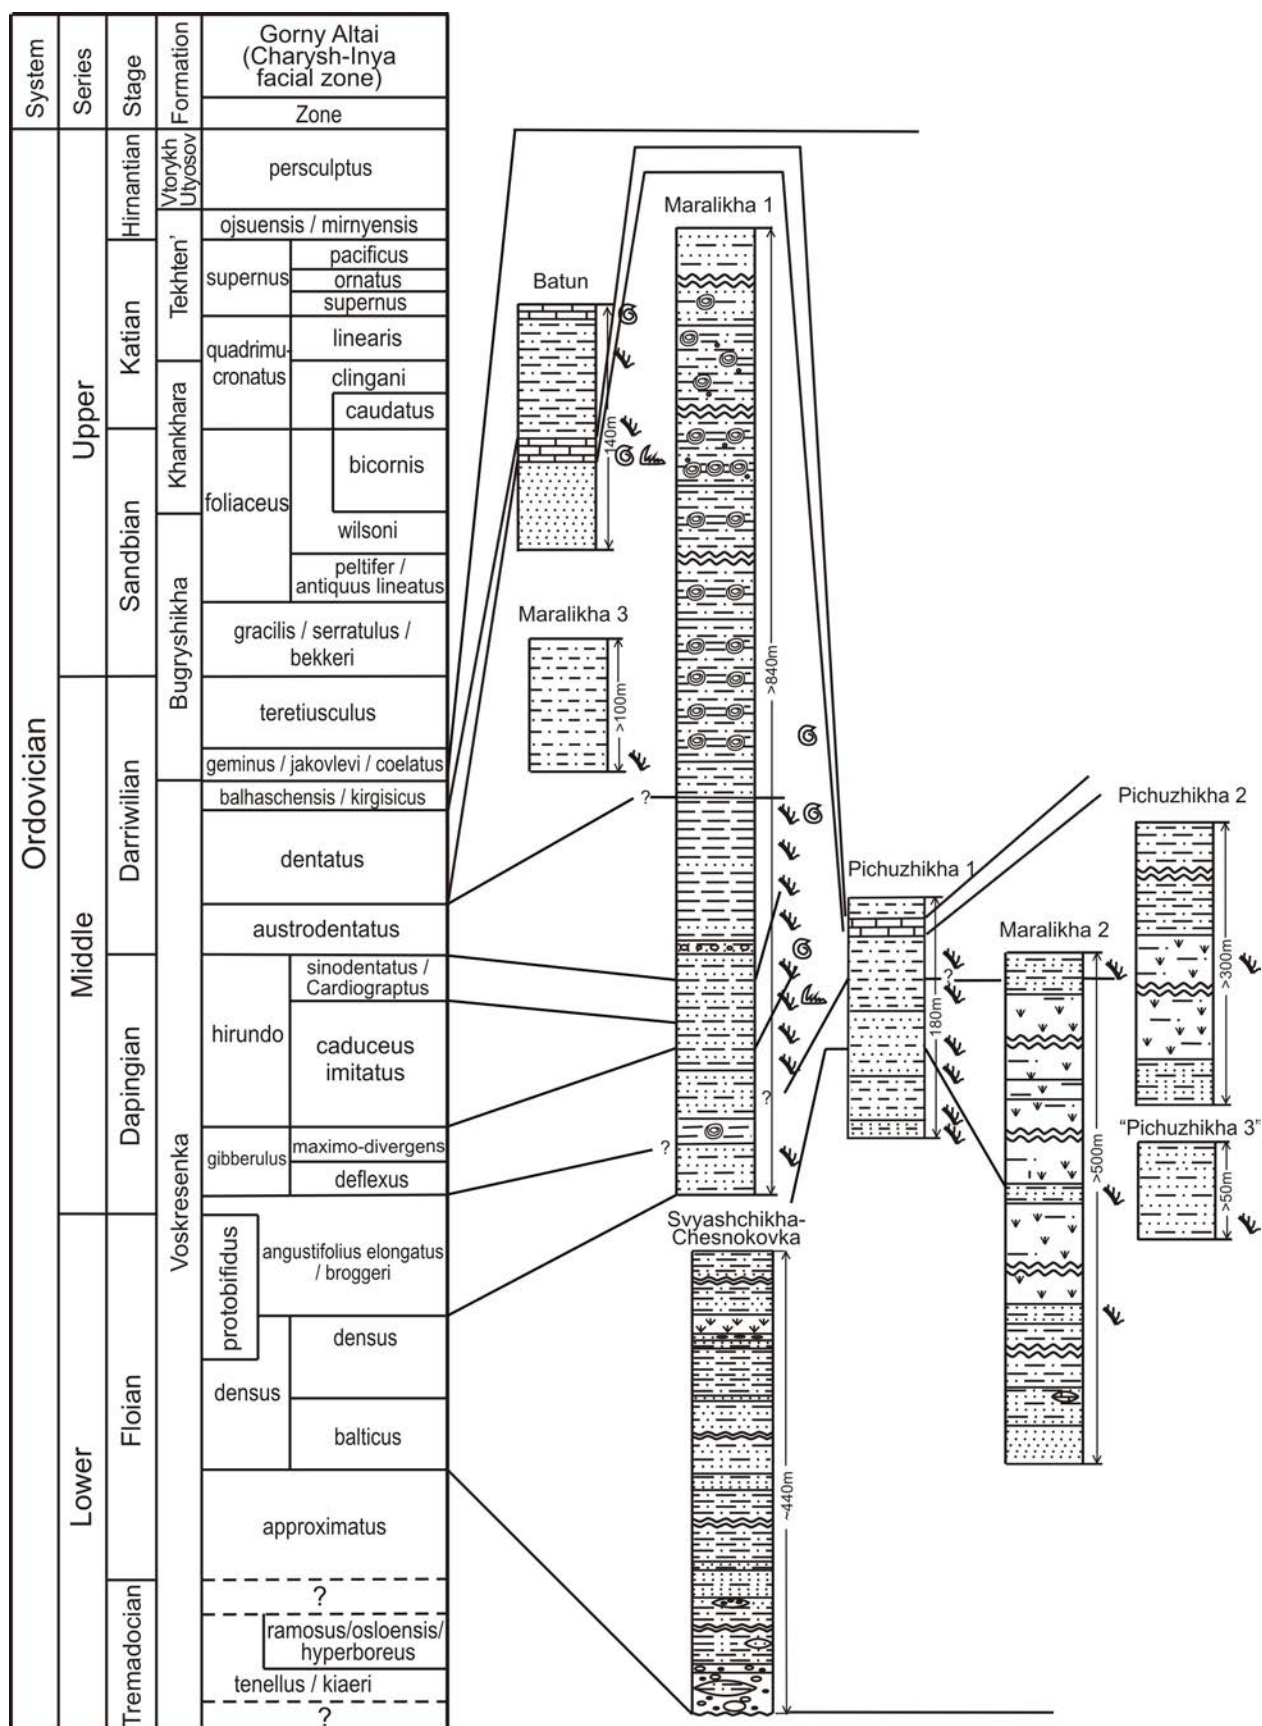 System
Series
Stage
Formation
Gorny Altai
(Charysh-Inya
facial zone)
Zone
Ordovician
Upper
Middle
Lower
Hirnantian
Katian
Sandbian
Darriwilian
Dapingian
Floian
Tremadocian
Vtorykh
Utyosov
Tekhten'
Khankhara
Bugryshikha
Voskresenka
persculptus
ojsuensis / mirnyensis
supernus
pacificus
ornatus
supernus
quadrimu-
cronatus
linearis
clingani
caudatus
foliaceus
bicornis
wilsoni
peltifer /
antiquus lineatus
gracilis / serratulus /
bekkeri
teretiusculus
geminus / jakovlevi / coelatus
balhaschensis / kirgisicus
dentatus
austrodentatus
hirundo
sinodentatus /
Cardiograptus
caduceus
imitatus
gibberulus
maximo-divergens
deflexus
protobifidus
angustifolius elongatus
/ broggeri
densus
densus
balticus
approximatus
?
ramosus/osloensis/
hyperboreus
tenellus / kiaeri
?
Batun
140m
Maralikha 3
>100m
Maralikha 1
>840m
?
?
?
Svyashchikha-
Chesnokovka
~440m
Pichuzhikha 1
180m
?
Maralikha 2
>500m
Pichuzhikha 2
>300m
"Pichuzhikha 3"
>50m